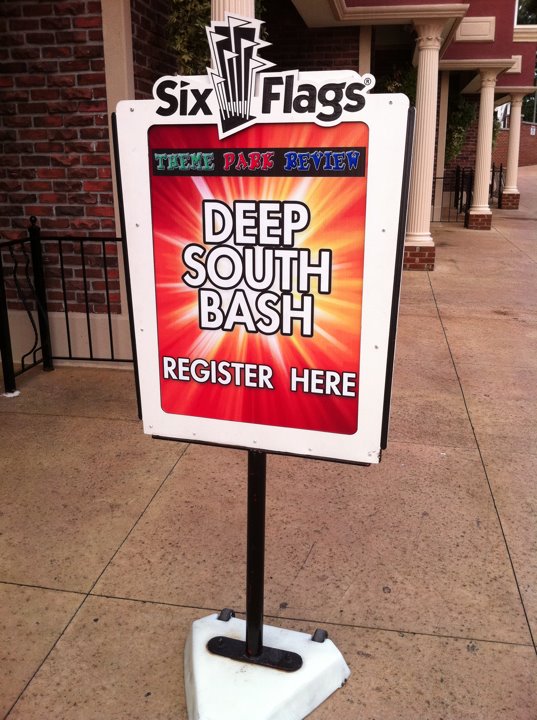 Six Flags®
THEME PARK REVIEW
DEEP
SOUTH
BASH
REGISTER HERE